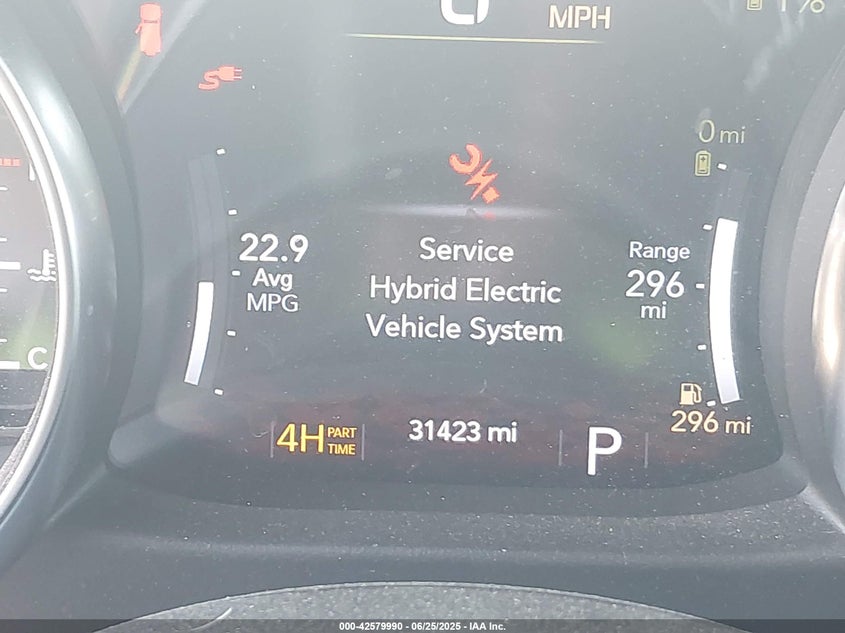 MPH
1%
0 mi
22.9
Avg
MPG
Service
Hybrid Electric
Vehicle System
Range
296
mi
296 mi
4H PART
TIME
31423 mi
P
C
000-42579990 - 06/25/2025 - IAA Inc.